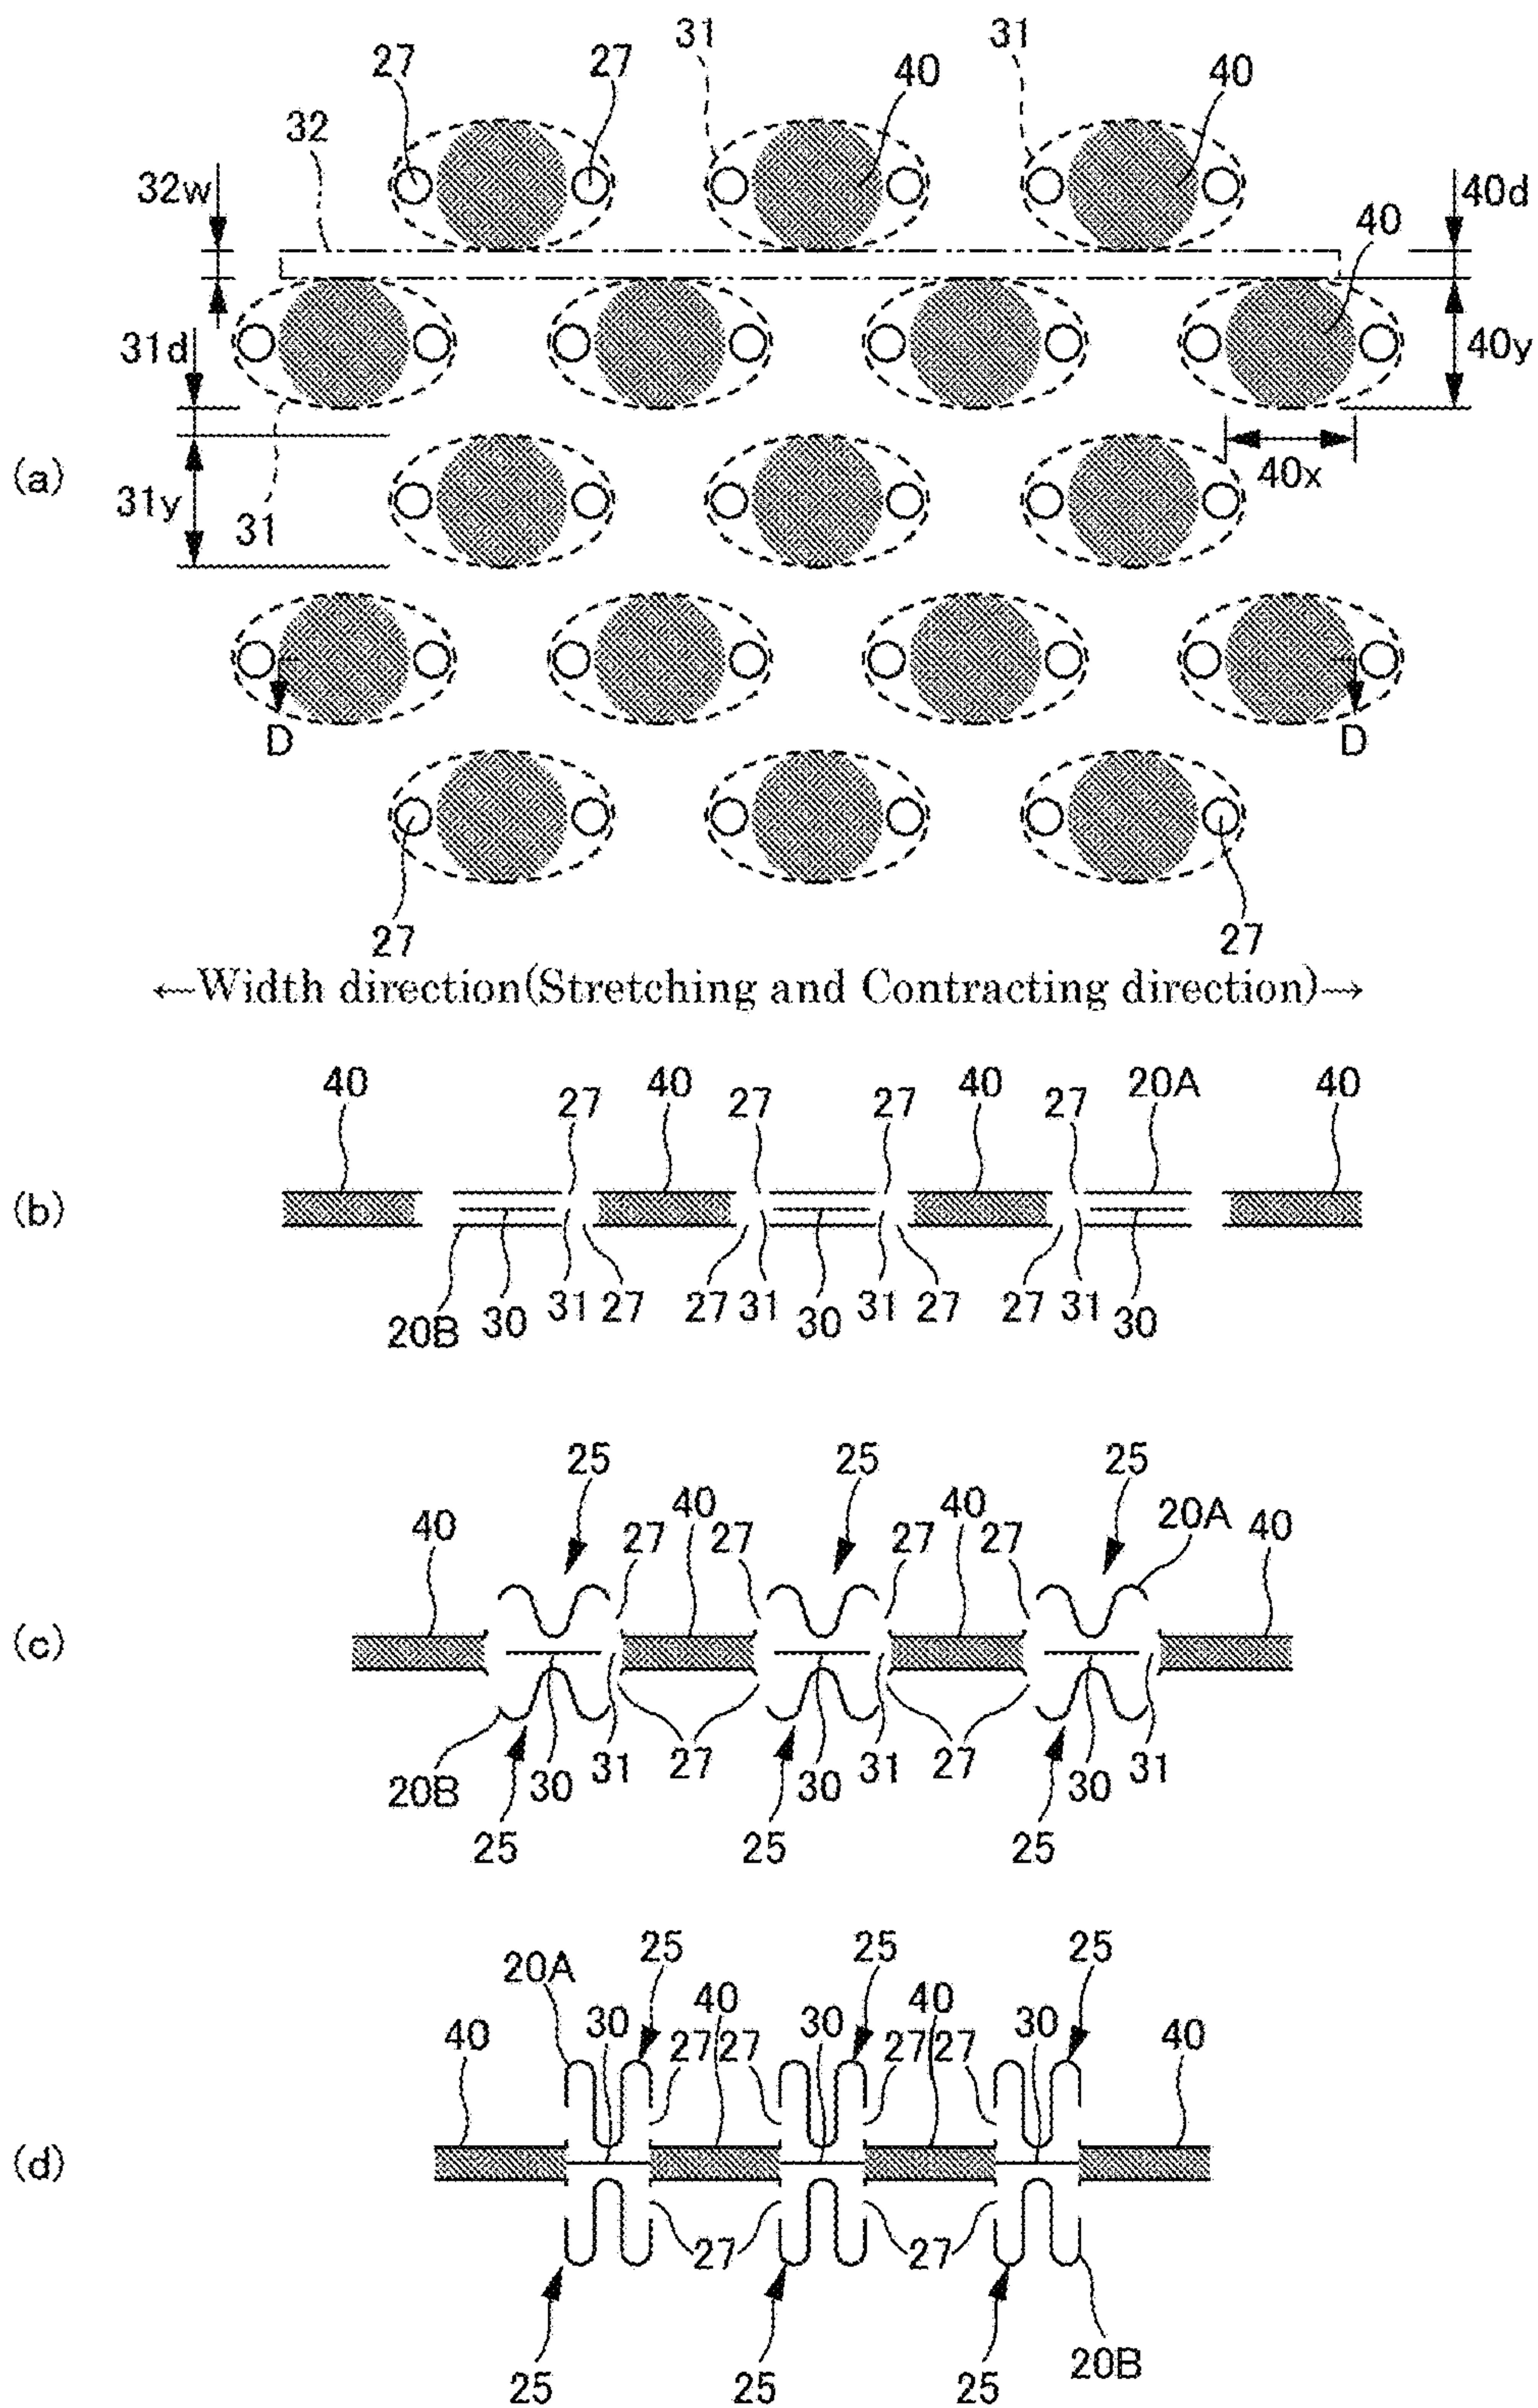 27 27 31 40 31 40
32
32w 40d
40
31d 40y
(a) 31y 31 40x
D D
27 27
←Width direction(Stretching and Contracting direction)→
40 27 40 27 27 40 27 20A 40
(b)
20B 30 31 27 27 31 30 31 27 27 31 30
25 25 25
40 27 40 27 27 40 27 20A 40
(c)
20B 30 31 27 30 31 27 30 31
25 25 25
20A 25 25 25
40 30 40 27 27 30 40 27 27 30 40
(d)
27 27
25 25 25 20B